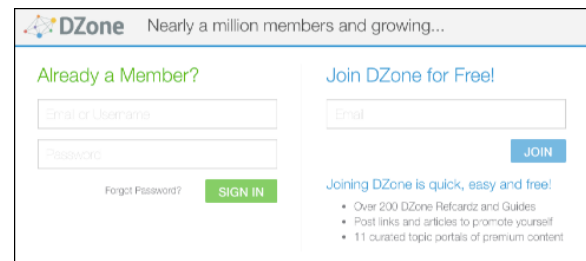 DZone Nearly a million members and growing...
Already a Member?
Email or Username
Password
Forgot Password? SIGN IN
Join DZone for Free!
Email
JOIN
Joining DZone is quick, easy and free!
• Over 200 DZone Refcardz and Guides
• Post links and articles to promote yourself
• 11 curated topic portals of premium content